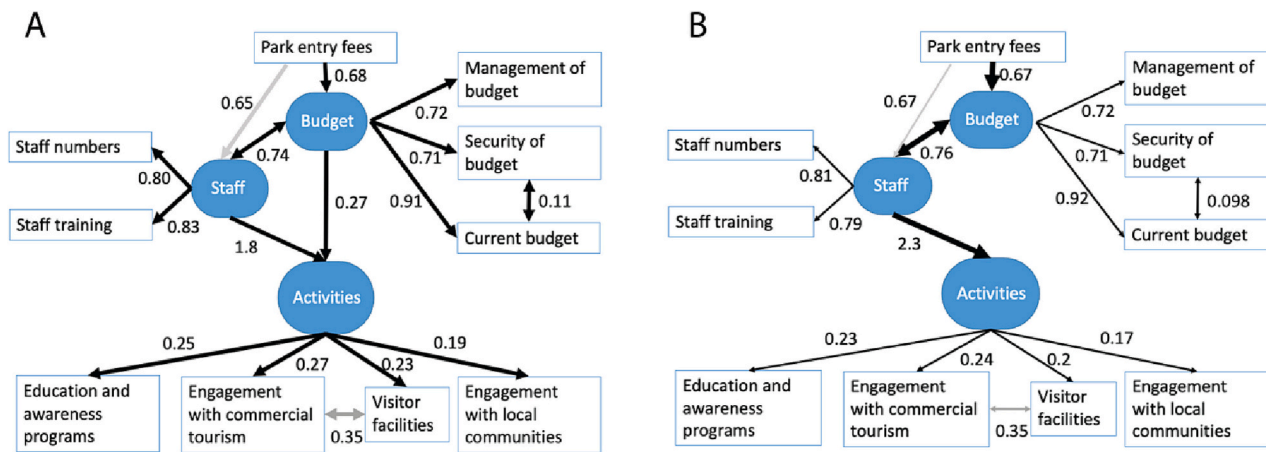 A
Park entry fees
0.68
0.65
Management of
budget
0.72
Budget
Staff numbers
0.74
0.71
Security of
budget
0.80
Staff
0.27
0.91
0.11
Staff training
0.83
1.8
Current budget
Activities
0.25
0.27
0.23
0.19
Education and
awareness
programs
Engagement
with commercial
tourism
0.35
Visitor
facilities
Engagement
with local
communities
B
Park entry fees
0.67
0.67
Management of
budget
0.72
Budget
Staff numbers
0.76
0.71
Security of
budget
0.81
Staff
0.92
0.098
Staff training
0.79
2.3
Current budget
Activities
0.23
0.24
0.2
0.17
Education and
awareness
programs
Engagement
with commercial
tourism
0.35
Visitor
facilities
Engagement
with local
communities